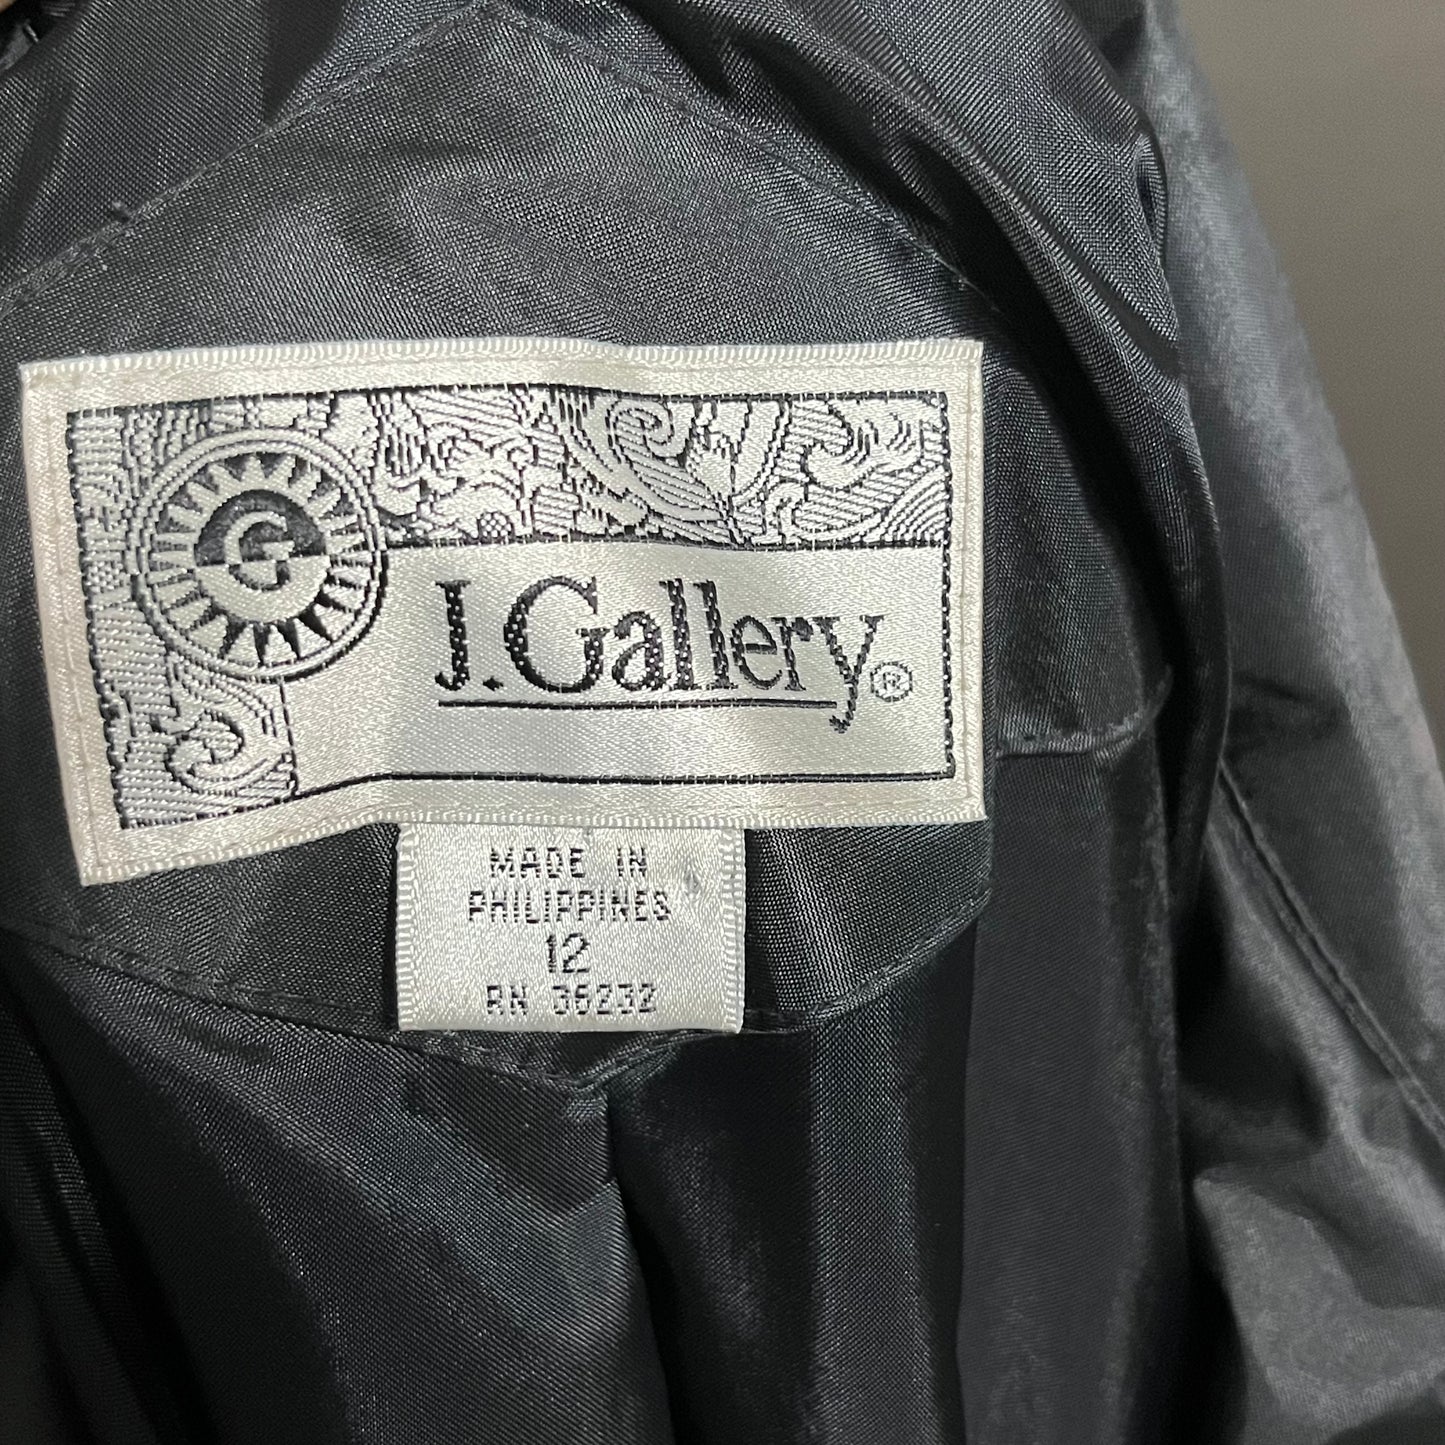 G
J.Gallery®
MADE IN
PHILIPPINES
12
RN 36232